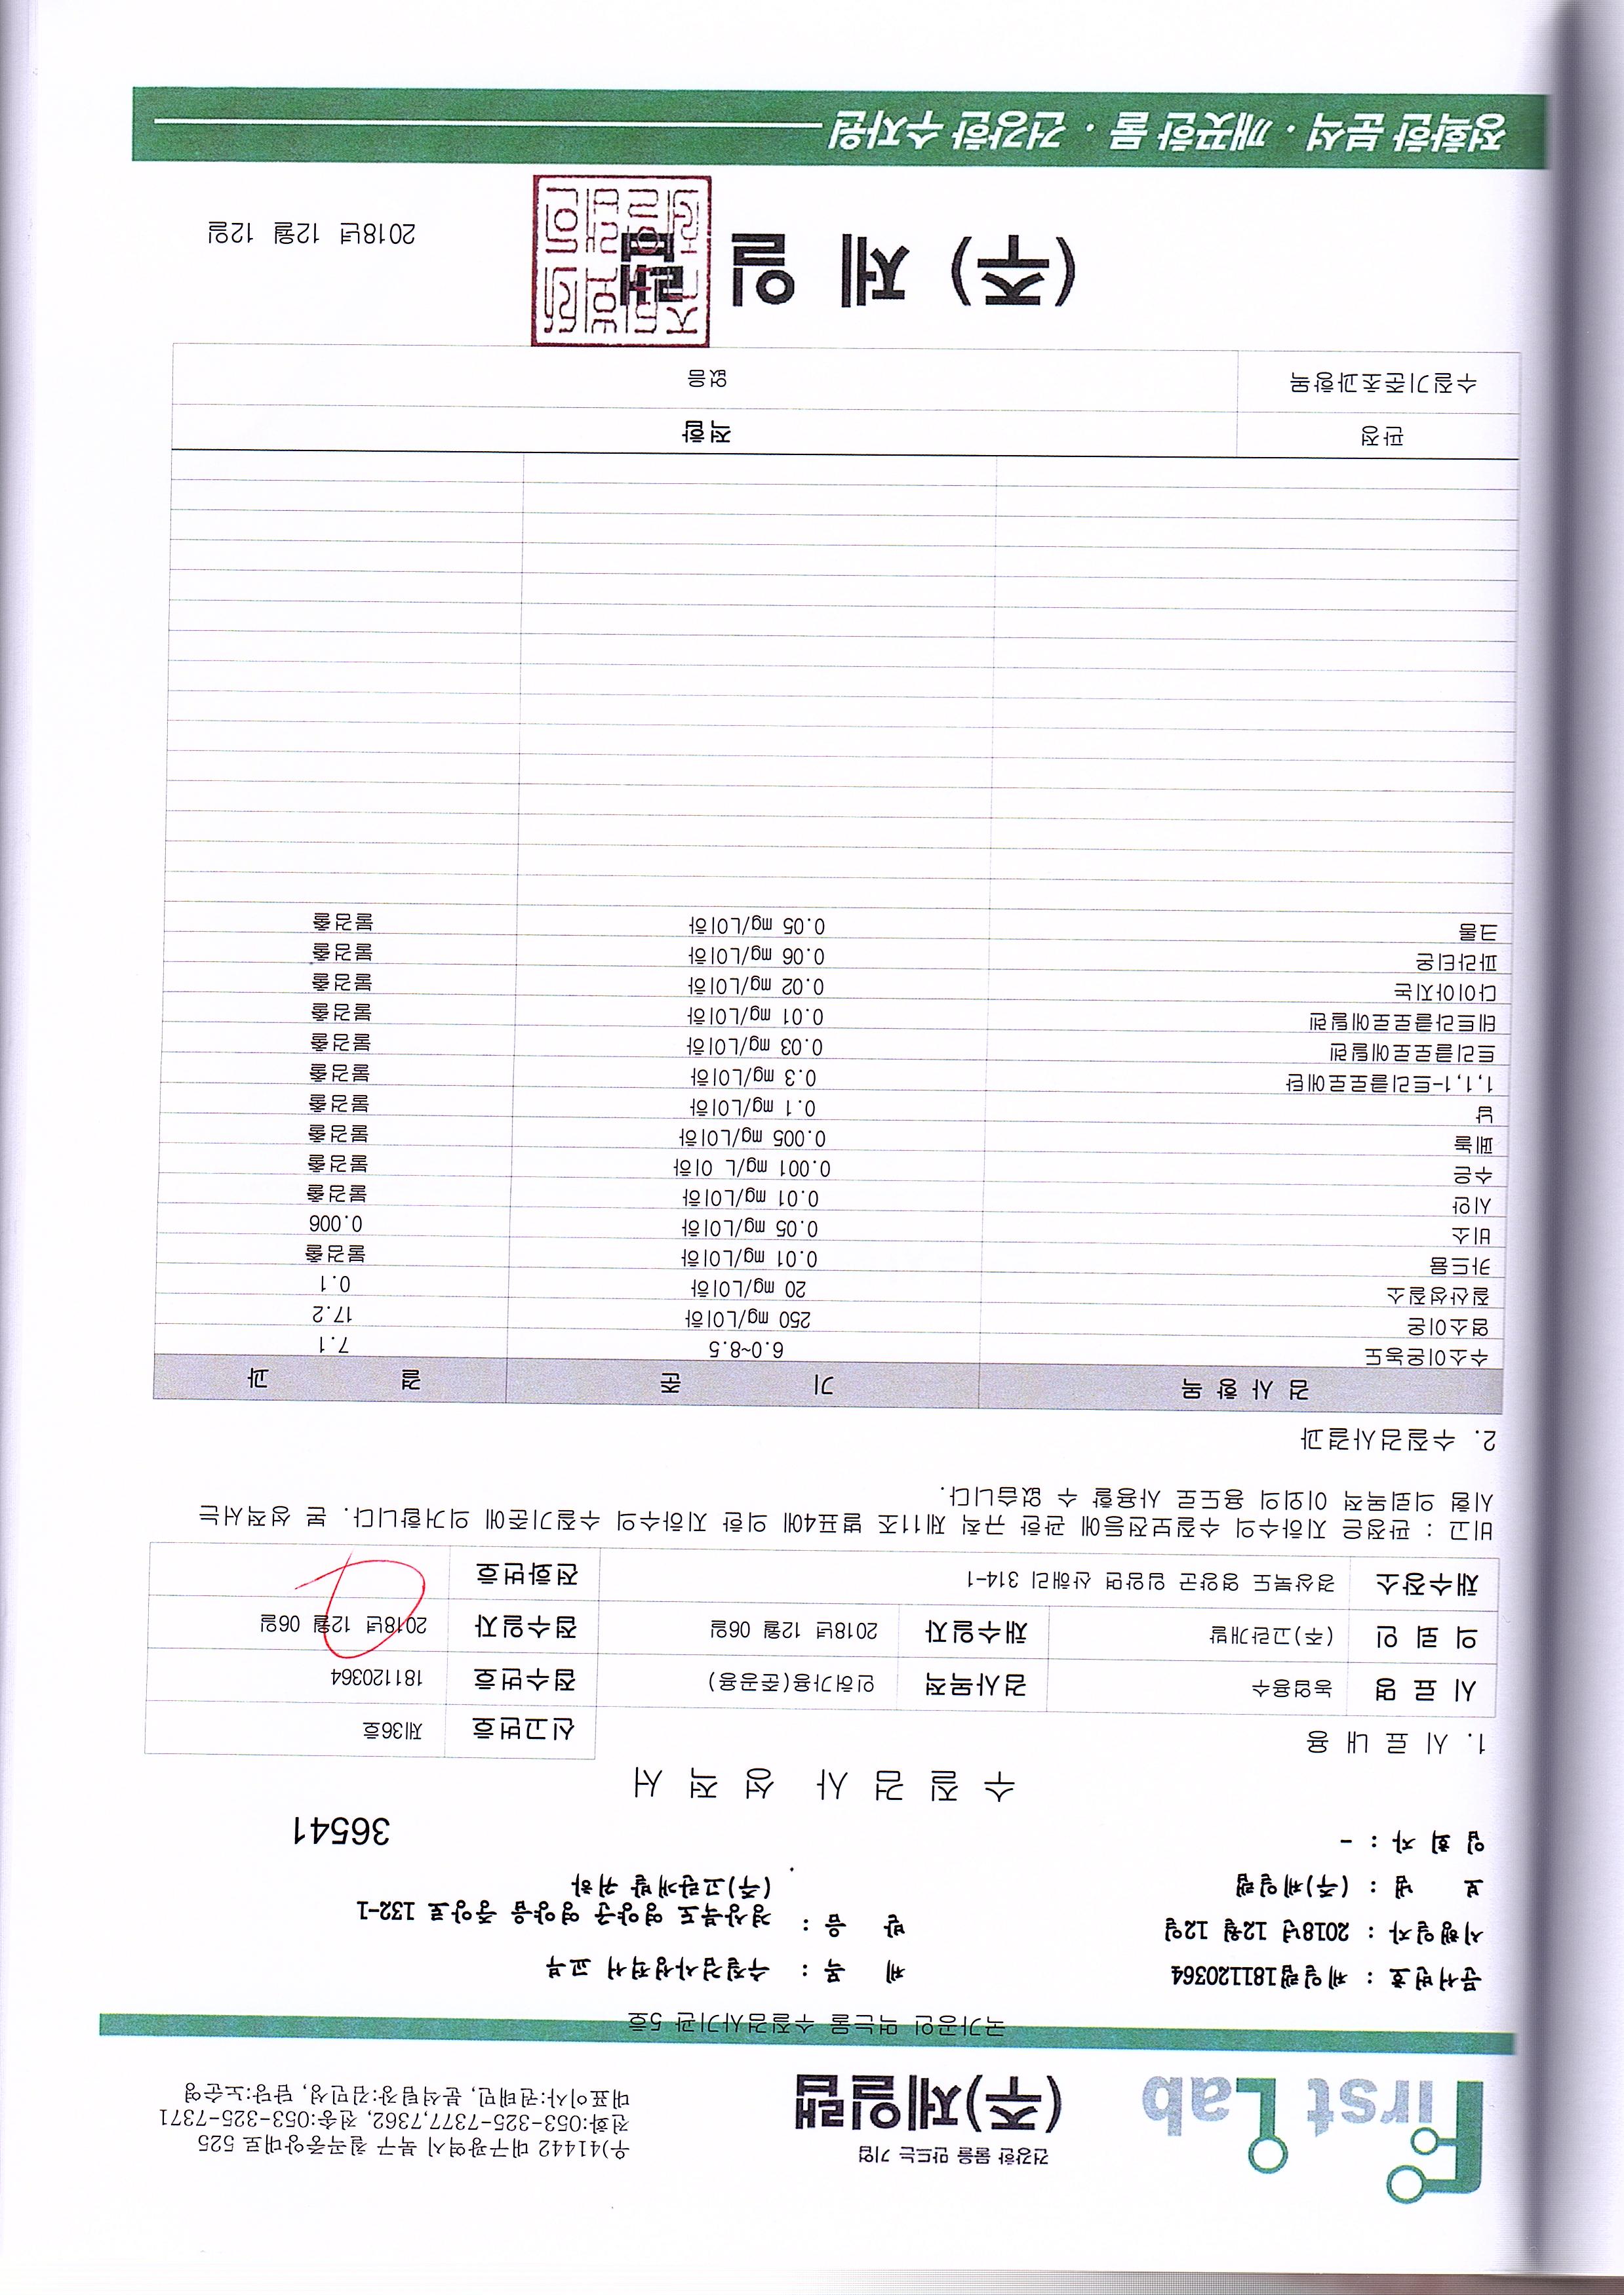 First Lab
건강한 물을 만드는 기업
(주)제일랩
우)41442 대구광역시 북구 칠곡중앙대로 525
전화:053-325-7377,7362, 전송:053-325-7371
대표이사:권태민, 분석팀장:김민성, 담당:노순영
국가공인 먹는물 수질검사기관 5호
문서번호 : 제일랩181120364
제 목 : 수질검사성적서 교부
시행일자 : 2018년 12월 12일
받 음 : 경상북도 영양군 영양읍 중앙로 132-1
(주)고란개발 귀하
보 냄 : (주)제일랩
입 회 자 : -
36541
수 질 검 사 성 적 서
1. 시 료 내 용
신고번호 제36호
시 료 명 농업용수 검사목적 인허가용(준공용) 접수번호 181120364
의 뢰 인 (주)고란개발 채수일자 2018년 12월 06일 접수일자 2018년 12월 06일
채수장소 경상북도 영양군 입암면 산해리 314-1 전화번호
비고 : 판정은 지하수의 수질보전등에 관한 규칙 제11조 별표4에 의한 지하수의 수질기준에 의거합니다. 본 성적서는
시험 의뢰목적 이외의 용도로 사용할 수 없습니다.
2. 수질검사결과
검 사 항 목 기 준 결 과
수소이온농도 6.0~8.5 7.1
염소이온 250 mg/L이하 17.2
질산성질소 20 mg/L이하 0.1
카드뮴 0.01 mg/L이하 불검출
비소 0.05 mg/L이하 0.006
시안 0.01 mg/L이하 불검출
수은 0.001 mg/L 이하 불검출
페놀 0.005 mg/L이하 불검출
납 0.1 mg/L이하 불검출
1,1,1-트리클로로에탄 0.3 mg/L이하 불검출
트리클로로에틸렌 0.03 mg/L이하 불검출
테트라클로로에틸렌 0.01 mg/L이하 불검출
다이아지논 0.02 mg/L이하 불검출
파라티온 0.06 mg/L이하 불검출
크롬 0.05 mg/L이하 불검출
판정 적합
수질기준초과항목 없음
(주) 제 일 랩
2018년 12월 12일
정확한 분석 · 깨끗한 물 · 건강한 수자원